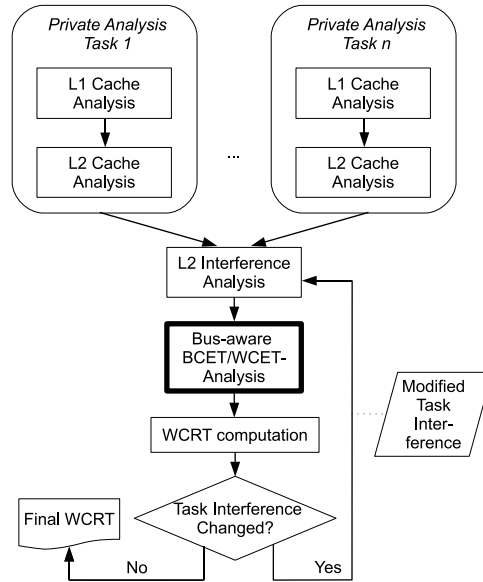 Private Analysis
Task 1
L1 Cache
Analysis
L2 Cache
Analysis
...
Private Analysis
Task n
L1 Cache
Analysis
L2 Cache
Analysis
L2 Interference
Analysis
Bus-aware
BCET/WCET-
Analysis
Modified
Task
Inter-
ference
WCRT computation
Task Interference
Changed?
Final WCRT
No
Yes